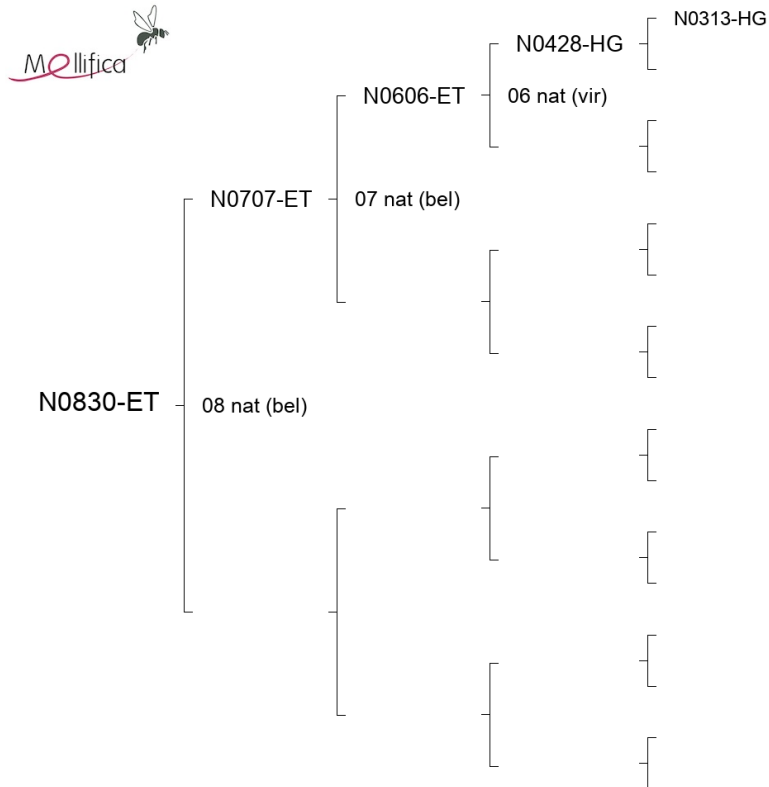 Mellifica
N0313-HG
N0428-HG
N0606-ET
06 nat (vir)
N0707-ET
07 nat (bel)
N0830-ET
08 nat (bel)